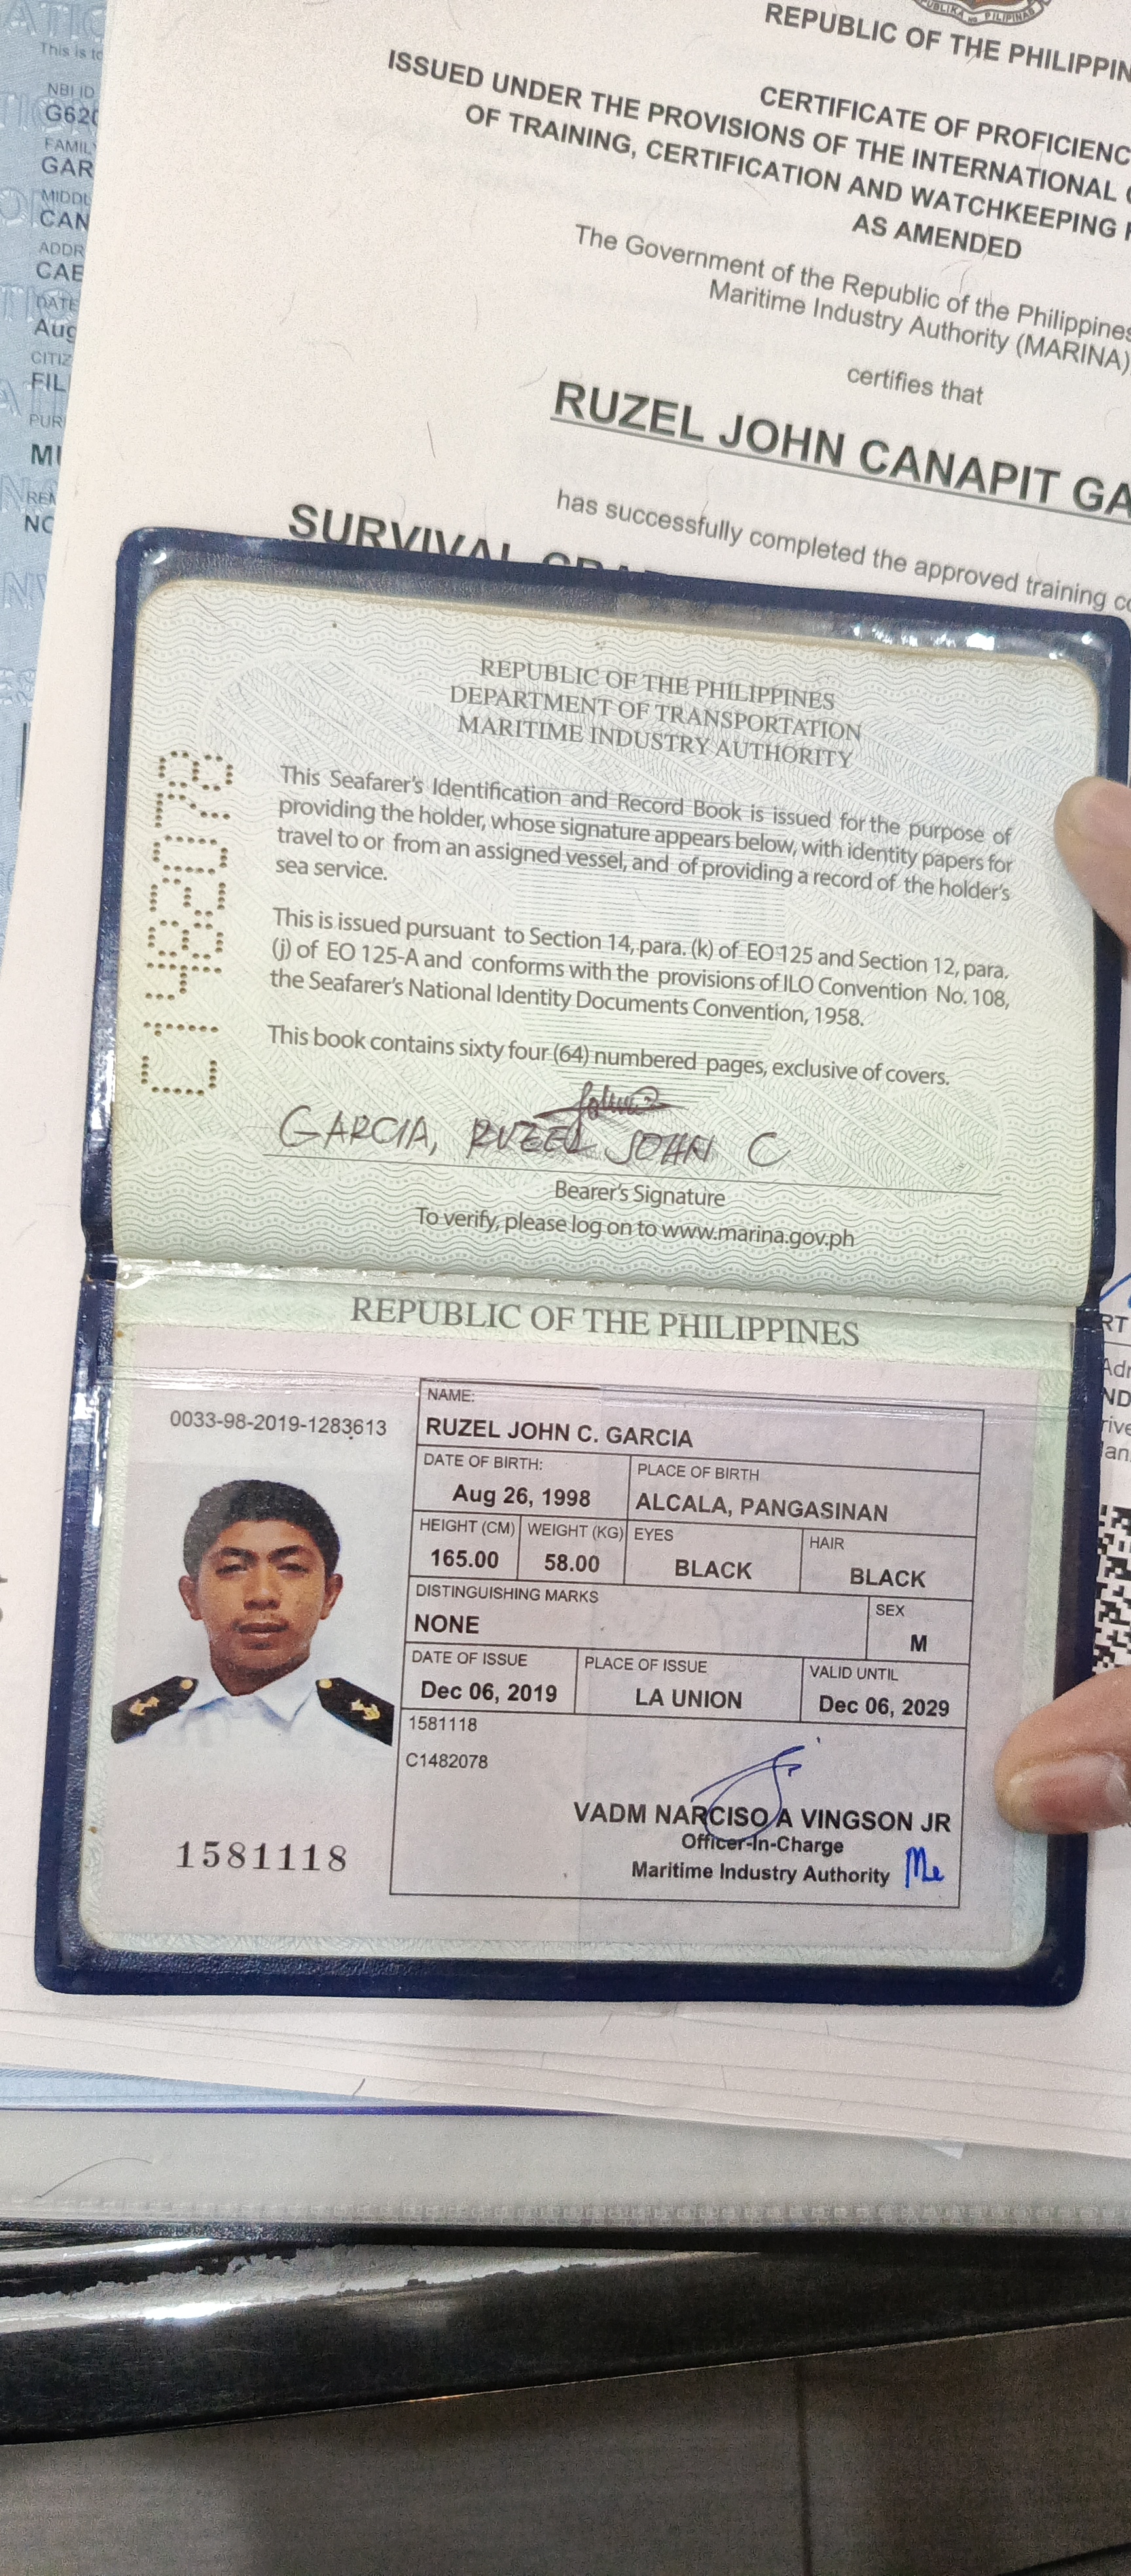 This is to
NBI ID
G620
FAMILY
GAR
MIDDL
CAN
ADDR
CAE
DATE
Aug
CITIZ
FILI
PUR
REM
NO
REPUBLIKA NG PILIPINAS
REPUBLIC OF THE PHILIPPIN
CERTIFICATE OF PROFICIENC
ISSUED UNDER THE PROVISIONS OF THE INTERNATIONAL
OF TRAINING, CERTIFICATION AND WATCHKEEPING
AS AMENDED
The Government of the Republic of the Philippines
Maritime Industry Authority (MARINA)
certifies that
RUZEL JOHN CANAPIT GA
has successfully completed the approved training co
SURVIVAL CRA
REPUBLIC OF THE PHILIPPINES
DEPARTMENT OF TRANSPORTATION
MARITIME INDUSTRY AUTHORITY
C1482078
This Seafarer's Identification and Record Book is issued for the purpose of
providing the holder, whose signature appears below, with identity papers for
travel to or from an assigned vessel, and of providing a record of the holder's
sea service.
This is issued pursuant to Section 14, para. (k) of EO 125 and Section 12, para.
(j) of EO 125-A and conforms with the provisions of ILO Convention No. 108,
the Seafarer's National Identity Documents Convention, 1958.
This book contains sixty four (64) numbered pages, exclusive of covers.
GARCIA, RUZEL JOHN C
Bearer's Signature
To verify, please log on to www.marina.gov.ph
REPUBLIC OF THE PHILIPPINES
0033-98-2019-1283613
NAME:
RUZEL JOHN C. GARCIA
DATE OF BIRTH: PLACE OF BIRTH
Aug 26, 1998 ALCALA, PANGASINAN
HEIGHT (CM) WEIGHT (KG) EYES HAIR
165.00 58.00 BLACK BLACK
DISTINGUISHING MARKS SEX
NONE M
DATE OF ISSUE PLACE OF ISSUE VALID UNTIL
Dec 06, 2019 LA UNION Dec 06, 2029
1581118
C1482078
VADM NARCISO A VINGSON JR
Officer-In-Charge
Maritime Industry Authority
1581118